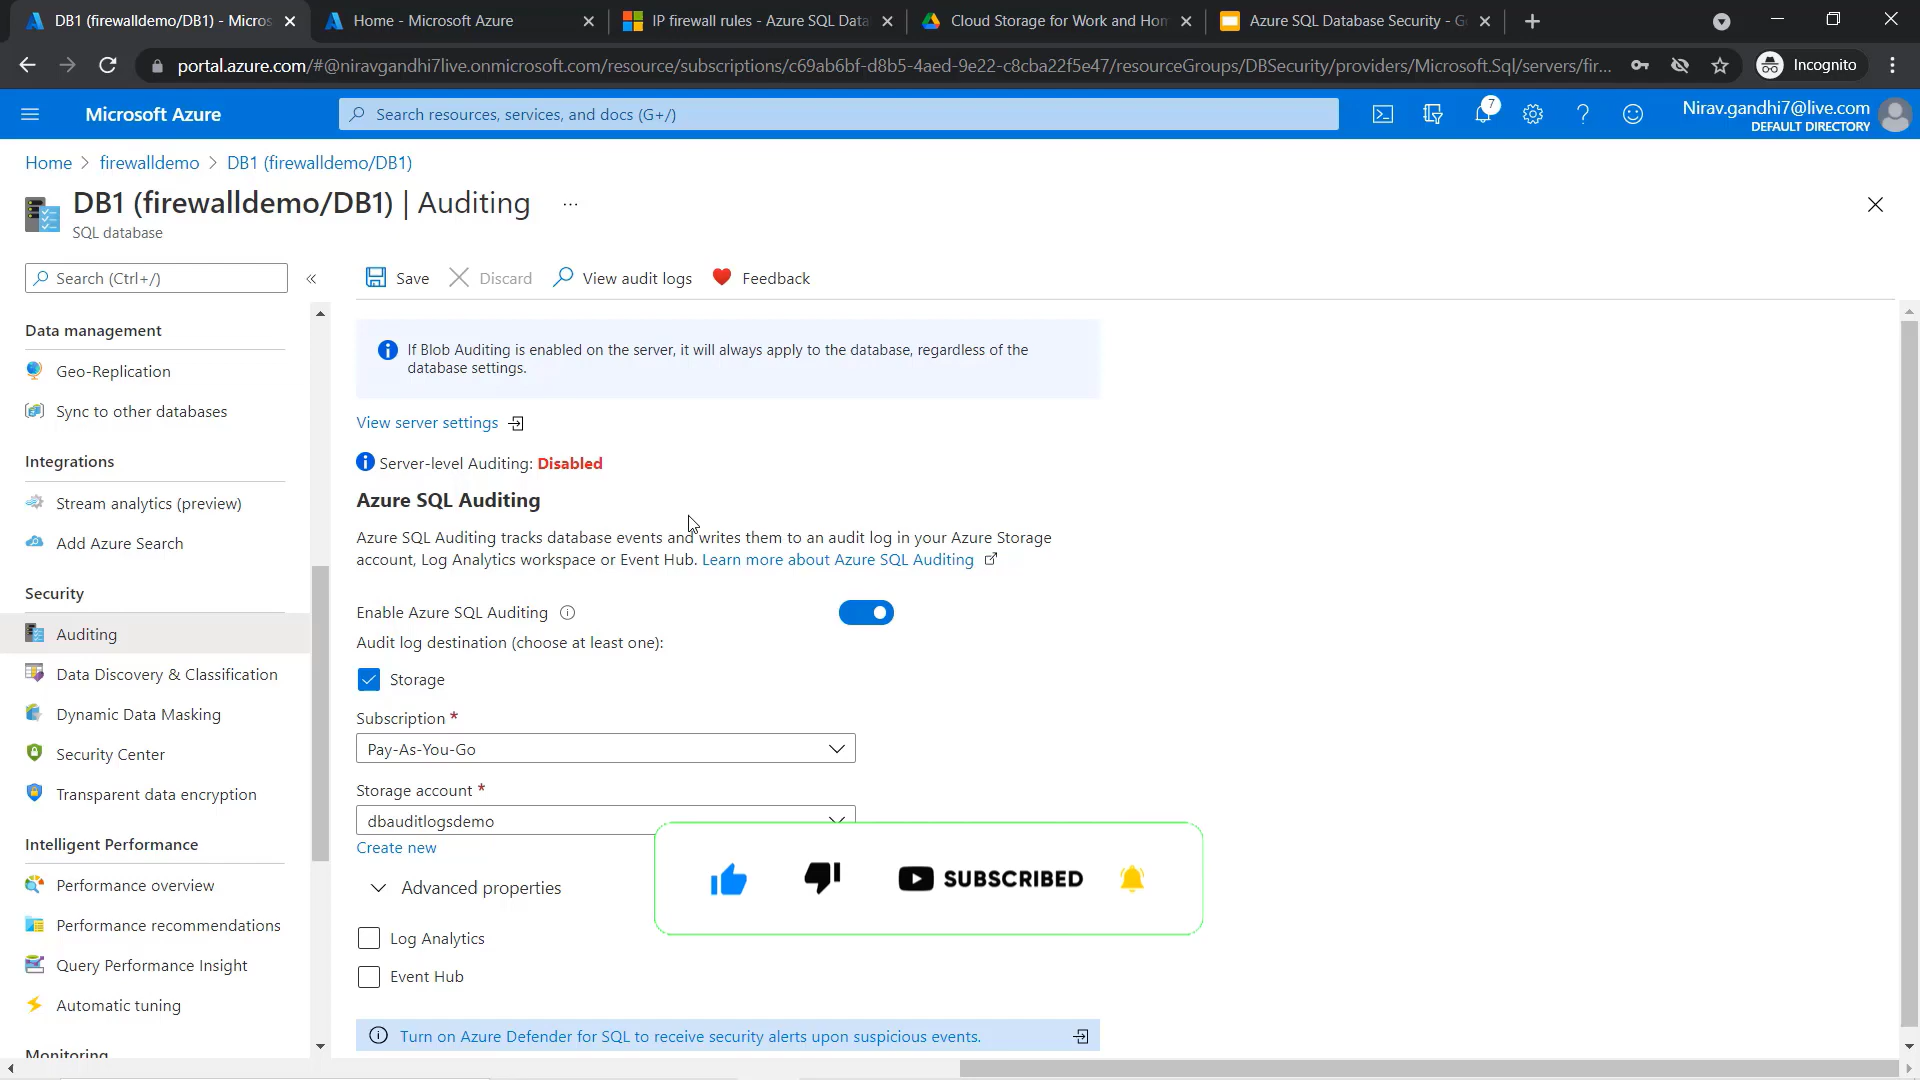 DB1 (firewalldemo/DB1) - Micros
Home - Microsoft Azure
IP firewall rules - Azure SQL Data
Cloud Storage for Work and Hom
Azure SQL Database Security - Go
portal.azure.com/#@niravgandhi7live.onmicrosoft.com/resource/subscriptions/c69ab6bf-d8b5-4aed-9e22-c8cba22f5e47/resourceGroups/DBSecurity/providers/Microsoft.Sql/servers/fir...
Incognito
Microsoft Azure
Search resources, services, and docs (G+/)
7
Nirav.gandhi7@live.com
DEFAULT DIRECTORY
Home > firewalldemo > DB1 (firewalldemo/DB1)
DB1 (firewalldemo/DB1) | Auditing ...
SQL database
Search (Ctrl+/)
«
Save
Discard
View audit logs
Feedback
Data management
Geo-Replication
Sync to other databases
Integrations
Stream analytics (preview)
Add Azure Search
Security
Auditing
Data Discovery & Classification
Dynamic Data Masking
Security Center
Transparent data encryption
Intelligent Performance
Performance overview
Performance recommendations
Query Performance Insight
Automatic tuning
Monitoring
If Blob Auditing is enabled on the server, it will always apply to the database, regardless of the
database settings.
View server settings
Server-level Auditing: Disabled
Azure SQL Auditing
Azure SQL Auditing tracks database events and writes them to an audit log in your Azure Storage
account, Log Analytics workspace or Event Hub. Learn more about Azure SQL Auditing
Enable Azure SQL Auditing
Audit log destination (choose at least one):
Storage
Subscription *
Pay-As-You-Go
Storage account *
dbauditlogsdemo
Create new
Advanced properties
SUBSCRIBED
Log Analytics
Event Hub
Turn on Azure Defender for SQL to receive security alerts upon suspicious events.